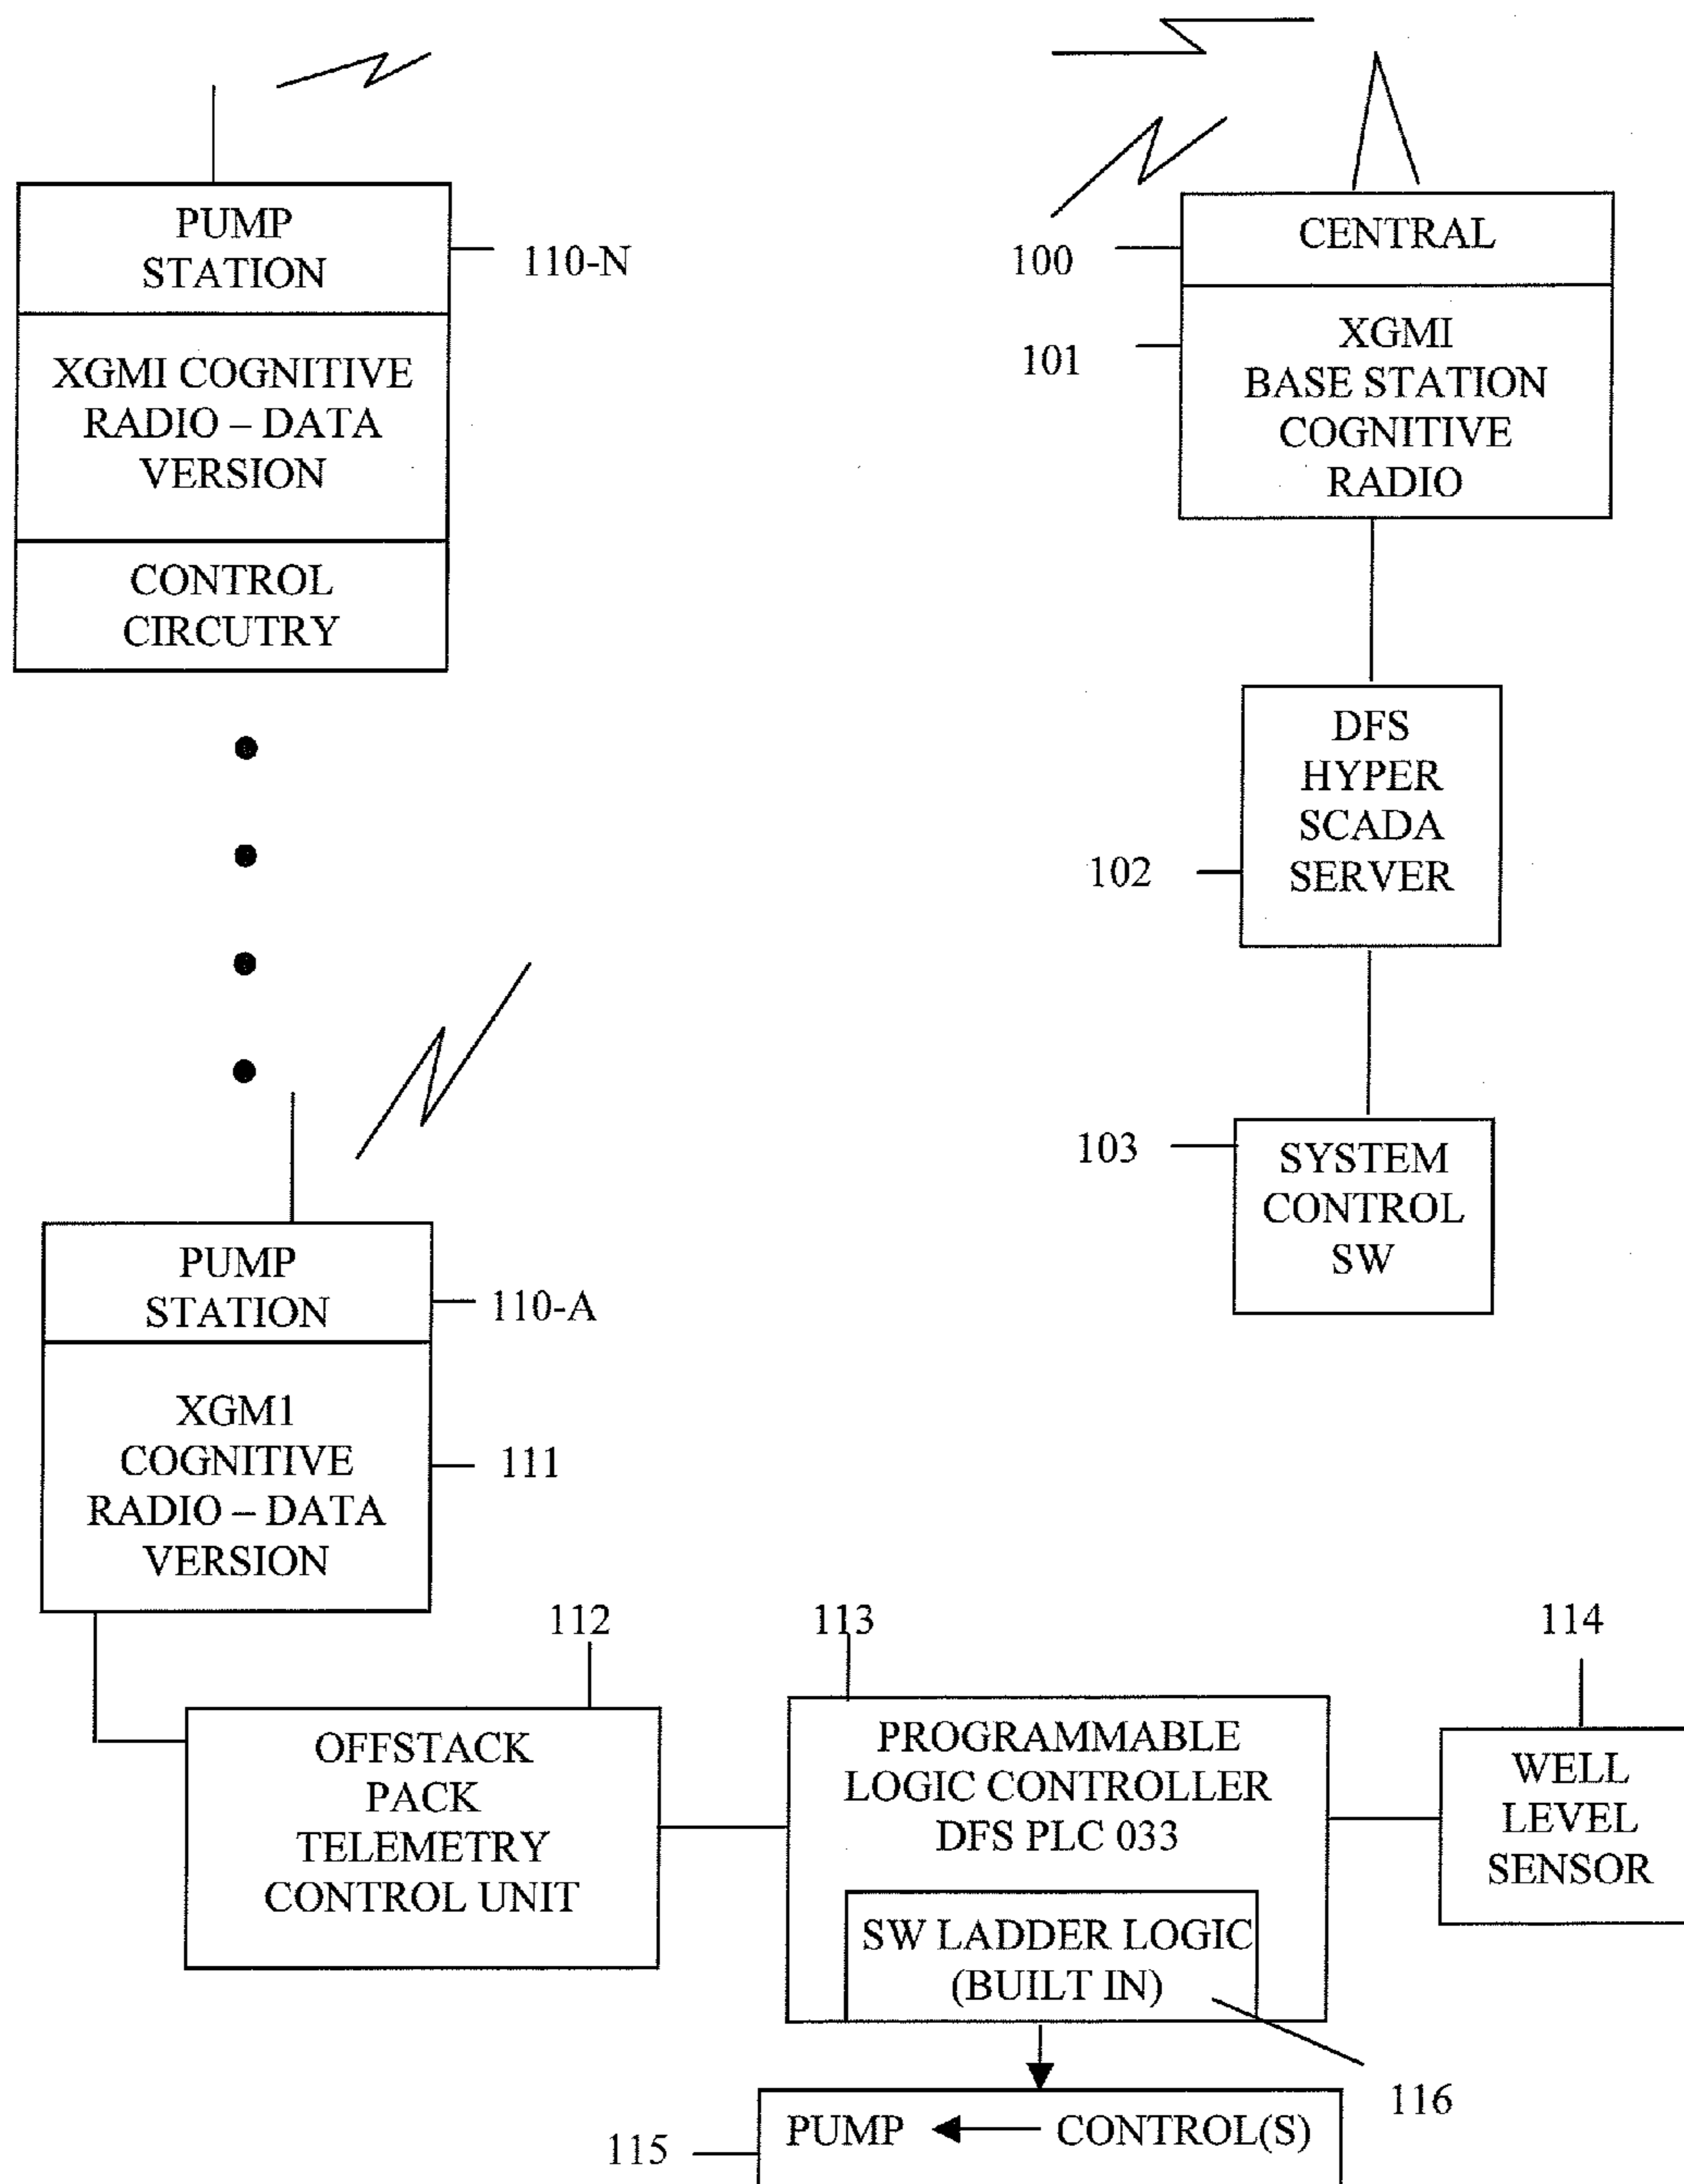 PUMP
STATION
110-N
XGMI COGNITIVE
RADIO – DATA
VERSION
CONTROL
CIRCUTRY
CENTRAL
100
XGMI
BASE STATION
COGNITIVE
RADIO
101
DFS
HYPER
SCADA
SERVER
102
SYSTEM
CONTROL
SW
103
PUMP
STATION
110-A
XGM1
COGNITIVE
RADIO – DATA
VERSION
111
112
OFFSTACK
PACK
TELEMETRY
CONTROL UNIT
113
PROGRAMMABLE
LOGIC CONTROLLER
DFS PLC 033
SW LADDER LOGIC
(BUILT IN)
114
WELL
LEVEL
SENSOR
116
PUMP CONTROL(S)
115